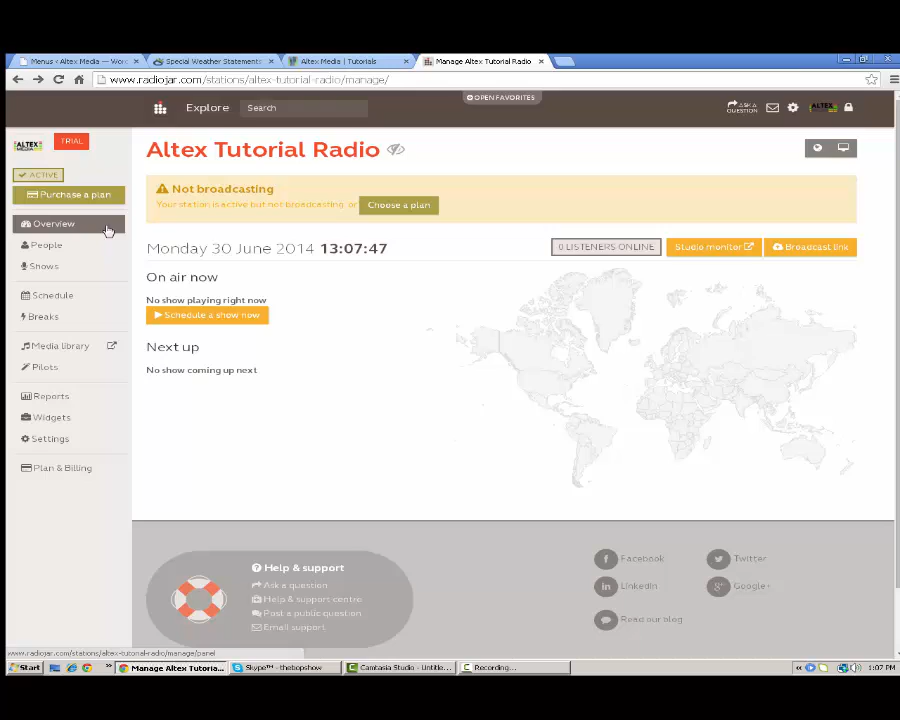 Menus ‹ Altex Media — Wor
Special Weather Statements
Altex Media | Tutorials
Manage Altex Tutorial Radio
www.radiojar.com/stations/altex-tutorial-radio/manage/
Explore
Search
OPEN FAVORITES
ASK A QUESTION
ALTEX
ALTEX MEDIA
TRIAL
ACTIVE
Purchase a plan
Overview
People
Shows
Schedule
Breaks
Media library
Pilots
Reports
Widgets
Settings
Plan & Billing
Altex Tutorial Radio
Not broadcasting
Your station is active but not broadcasting. or Choose a plan
Monday 30 June 2014 13:07:47
0 LISTENERS ONLINE
Studio monitor
Broadcast link
On air now
No show playing right now
Schedule a show now
Next up
No show coming up next
Help & support
Ask a question
Help & support centre
Post a public question
Email support
Facebook
Twitter
LinkedIn
Google+
Read our blog
www.radiojar.com/stations/altex-tutorial-radio/manage/panel
Start
Manage Altex Tutoria...
Skype™ - thebopshow
Camtasia Studio - Untitle...
Recording...
1:07 PM